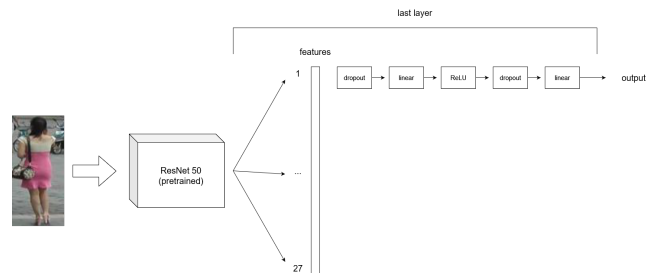 last layer
features
1
dropout
linear
ReLU
dropout
linear
output
ResNet 50
(pretrained)
...
27